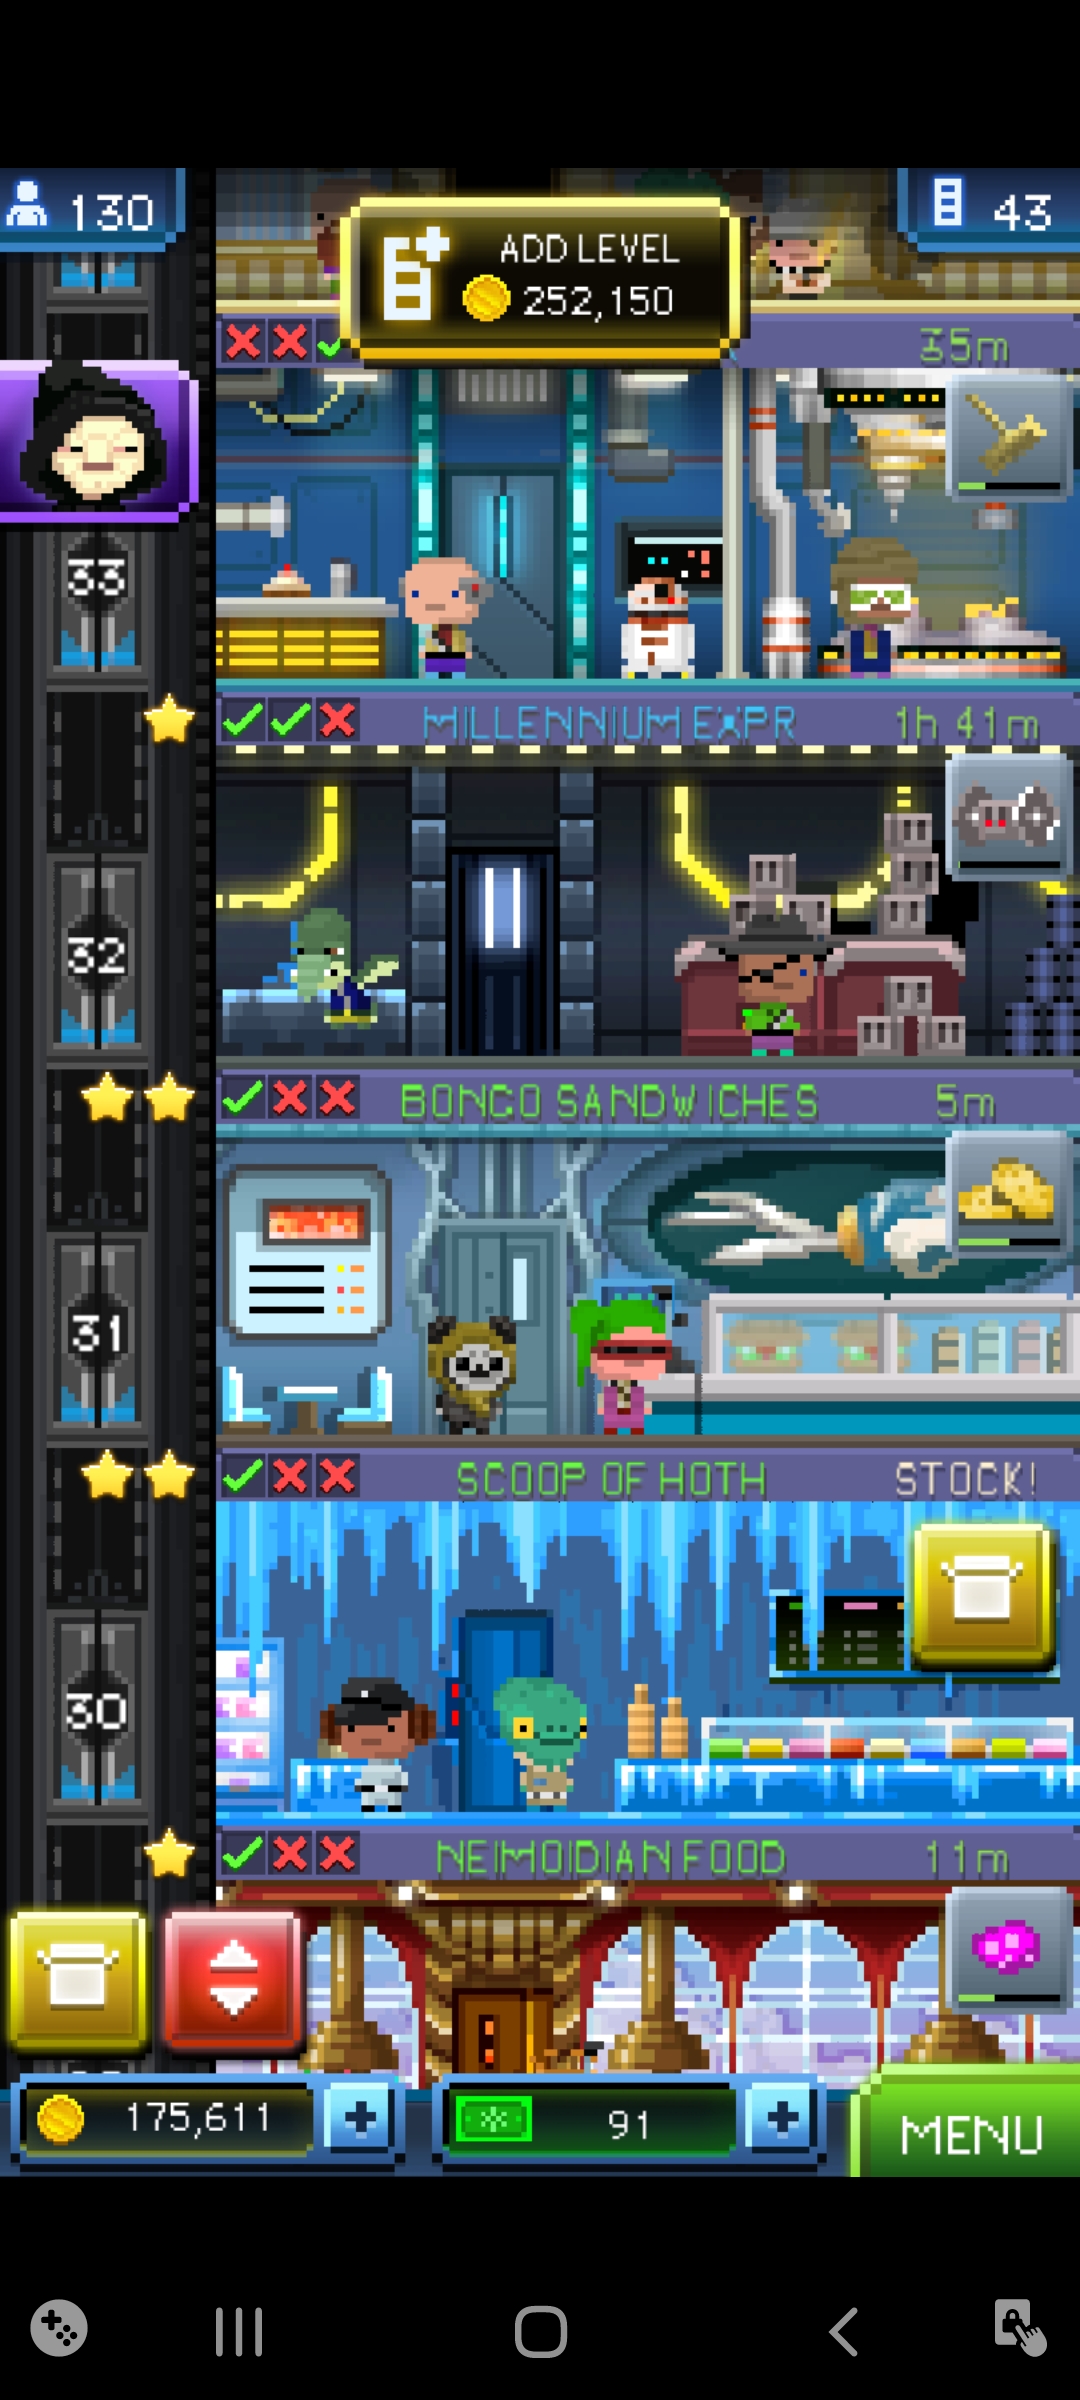 130
ADD LEVEL
252,150
43
35m
33
MILLENNIUM EXPR
1h 41m
32
BONGO SANDWICHES
5m
31
SCOOP OF HOTH
STOCK!
30
NEIMOIDIAN FOOD
11m
175,611
91
MENU